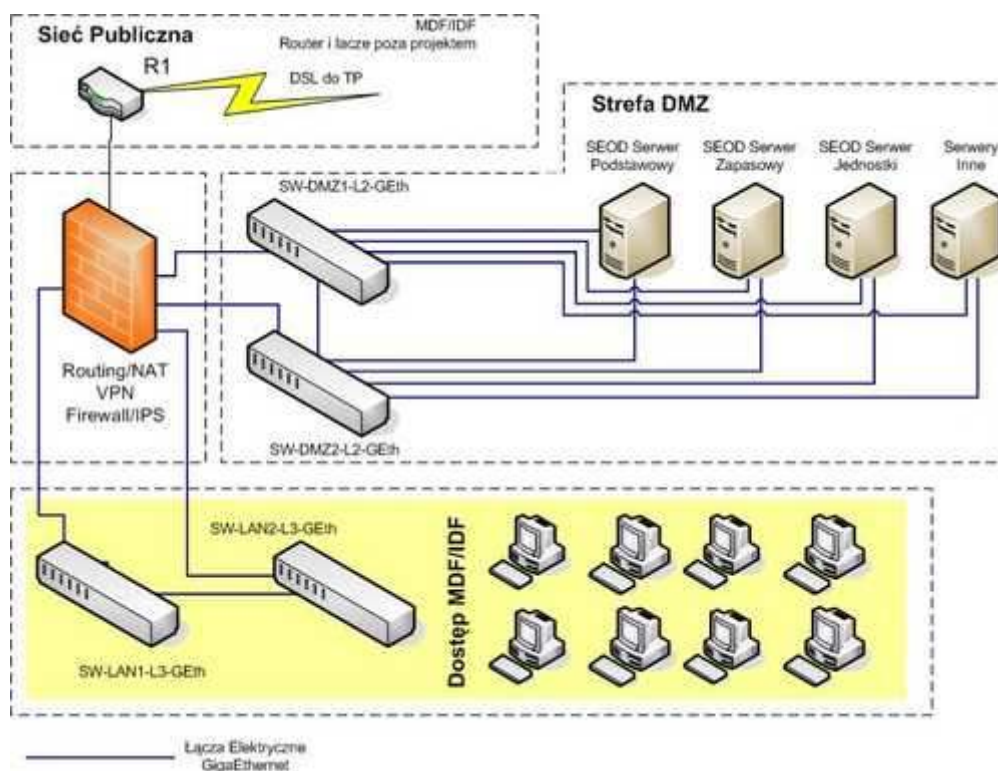 Sieć Publiczna
MDF/IDF
Router i łacze poza projektem
R1
DSL do TP
Strefa DMZ
SEOD Serwer
Podstawowy
SEOD Serwer
Zapasowy
SEOD Serwer
Jednostki
Serwery
Inne
SW-DMZ1-L2-GEth
Routing/NAT
VPN
Firewall/IPS
SW-DMZ2-L2-GEth
SW-LAN2-L3-GEth
SW-LAN1-L3-GEth
Dostęp MDF/IDF
Łącza Elektryczne
GigaEthernet